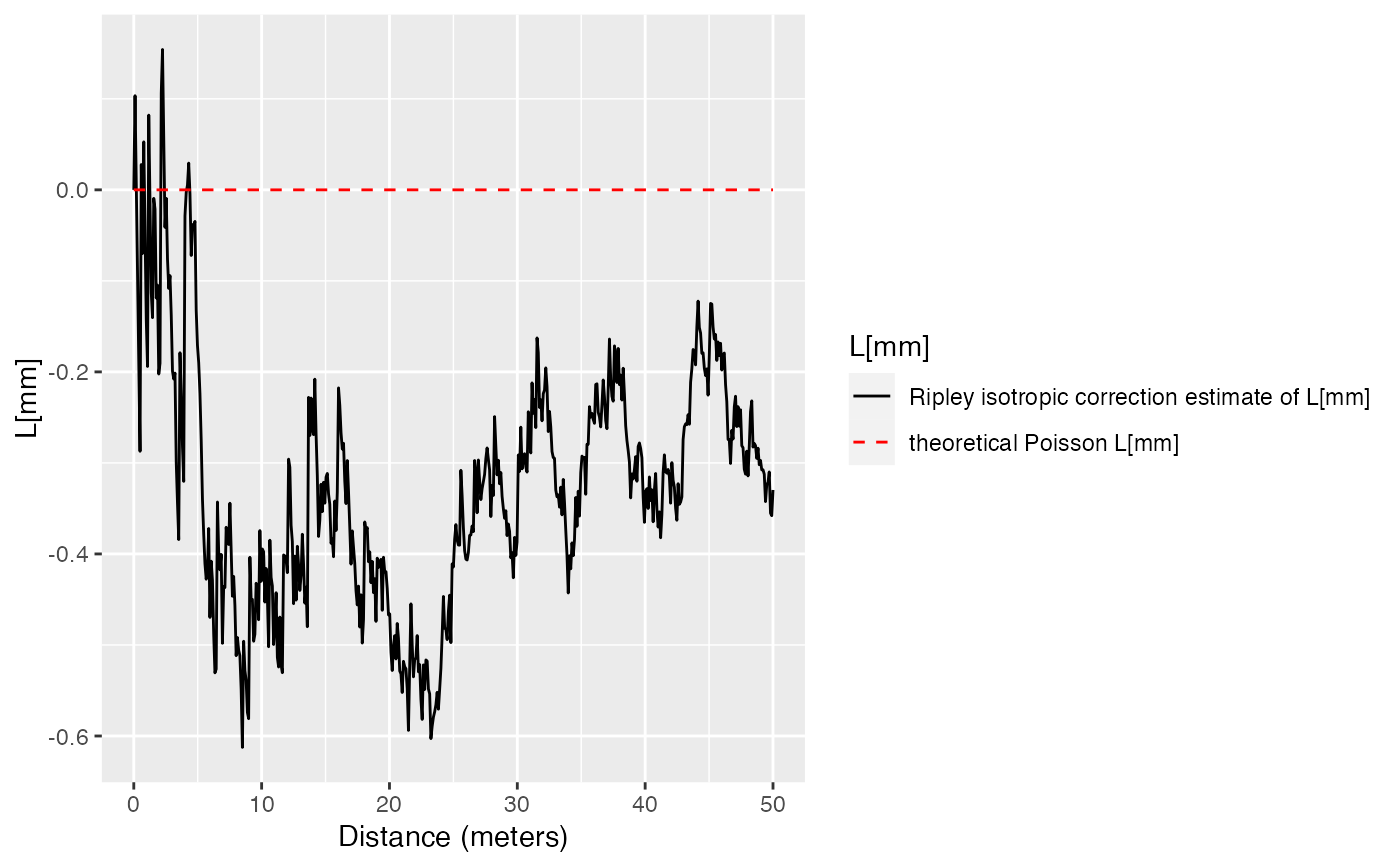 0.0
-0.2
-0.4
-0.6
L[mm]
0
10
20
30
40
50
Distance (meters)
L[mm]
Ripley isotropic correction estimate of L[mm]
theoretical Poisson L[mm]